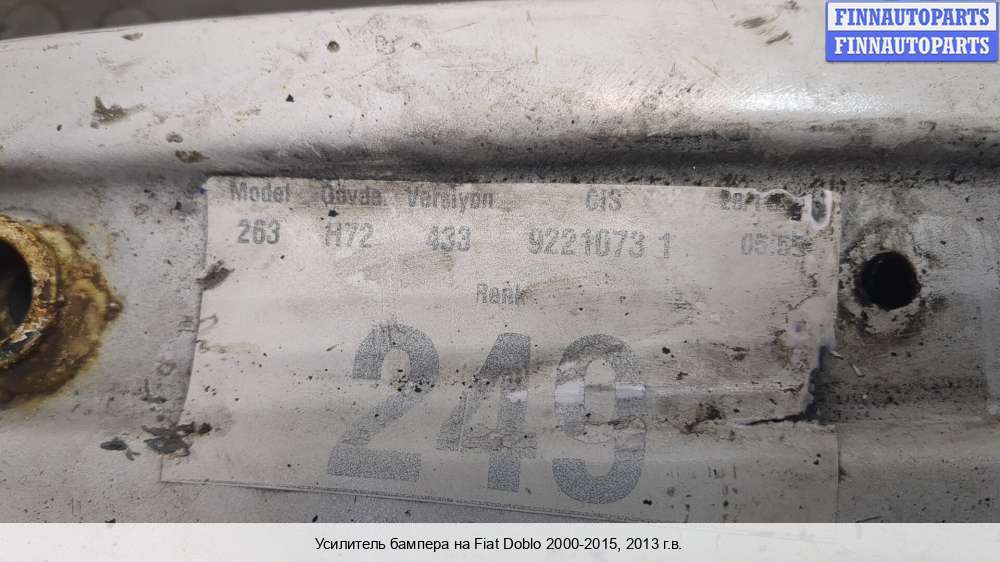 FINNAUTOPARTS
FINNAUTOPARTS
Model Govde Versiyon CIS
263 H72 433 9221073 1 05:55
Renk
249
Усилитель бампера на Fiat Doblo 2000-2015, 2013 г.в.